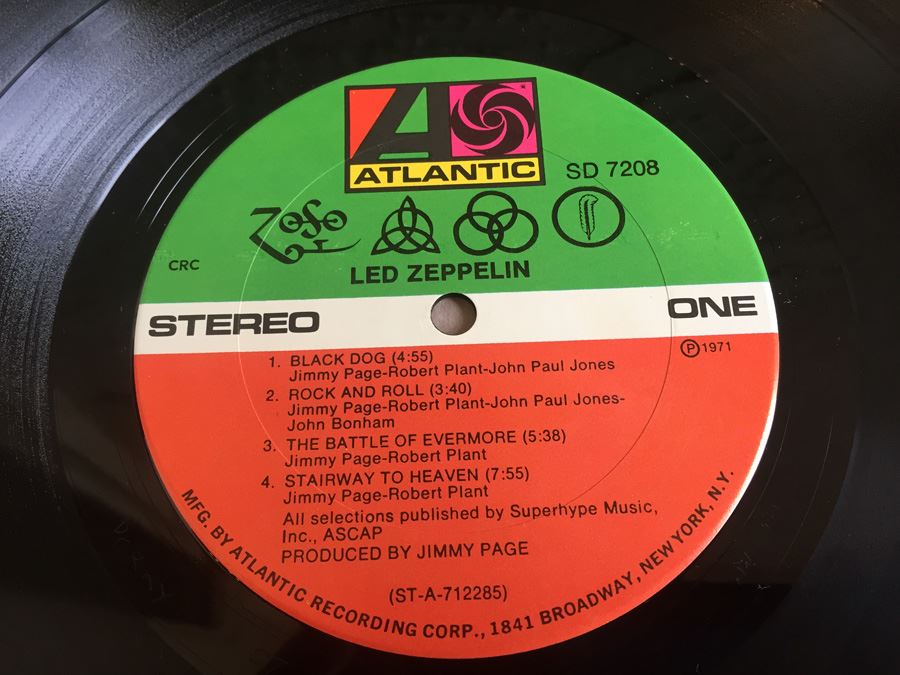 ATLANTIC
SD 7208
CRC
LED ZEPPELIN
STEREO
ONE
℗ 1971
1. BLACK DOG (4:55)
Jimmy Page-Robert Plant-John Paul Jones
2. ROCK AND ROLL (3:40)
Jimmy Page-Robert Plant-John Paul Jones-
John Bonham
3. THE BATTLE OF EVERMORE (5:38)
Jimmy Page-Robert Plant
4. STAIRWAY TO HEAVEN (7:55)
Jimmy Page-Robert Plant
All selections published by Superhype Music,
Inc., ASCAP
PRODUCED BY JIMMY PAGE
(ST-A-712285)
MFG. BY ATLANTIC RECORDING CORP., 1841 BROADWAY, NEW YORK, N.Y.